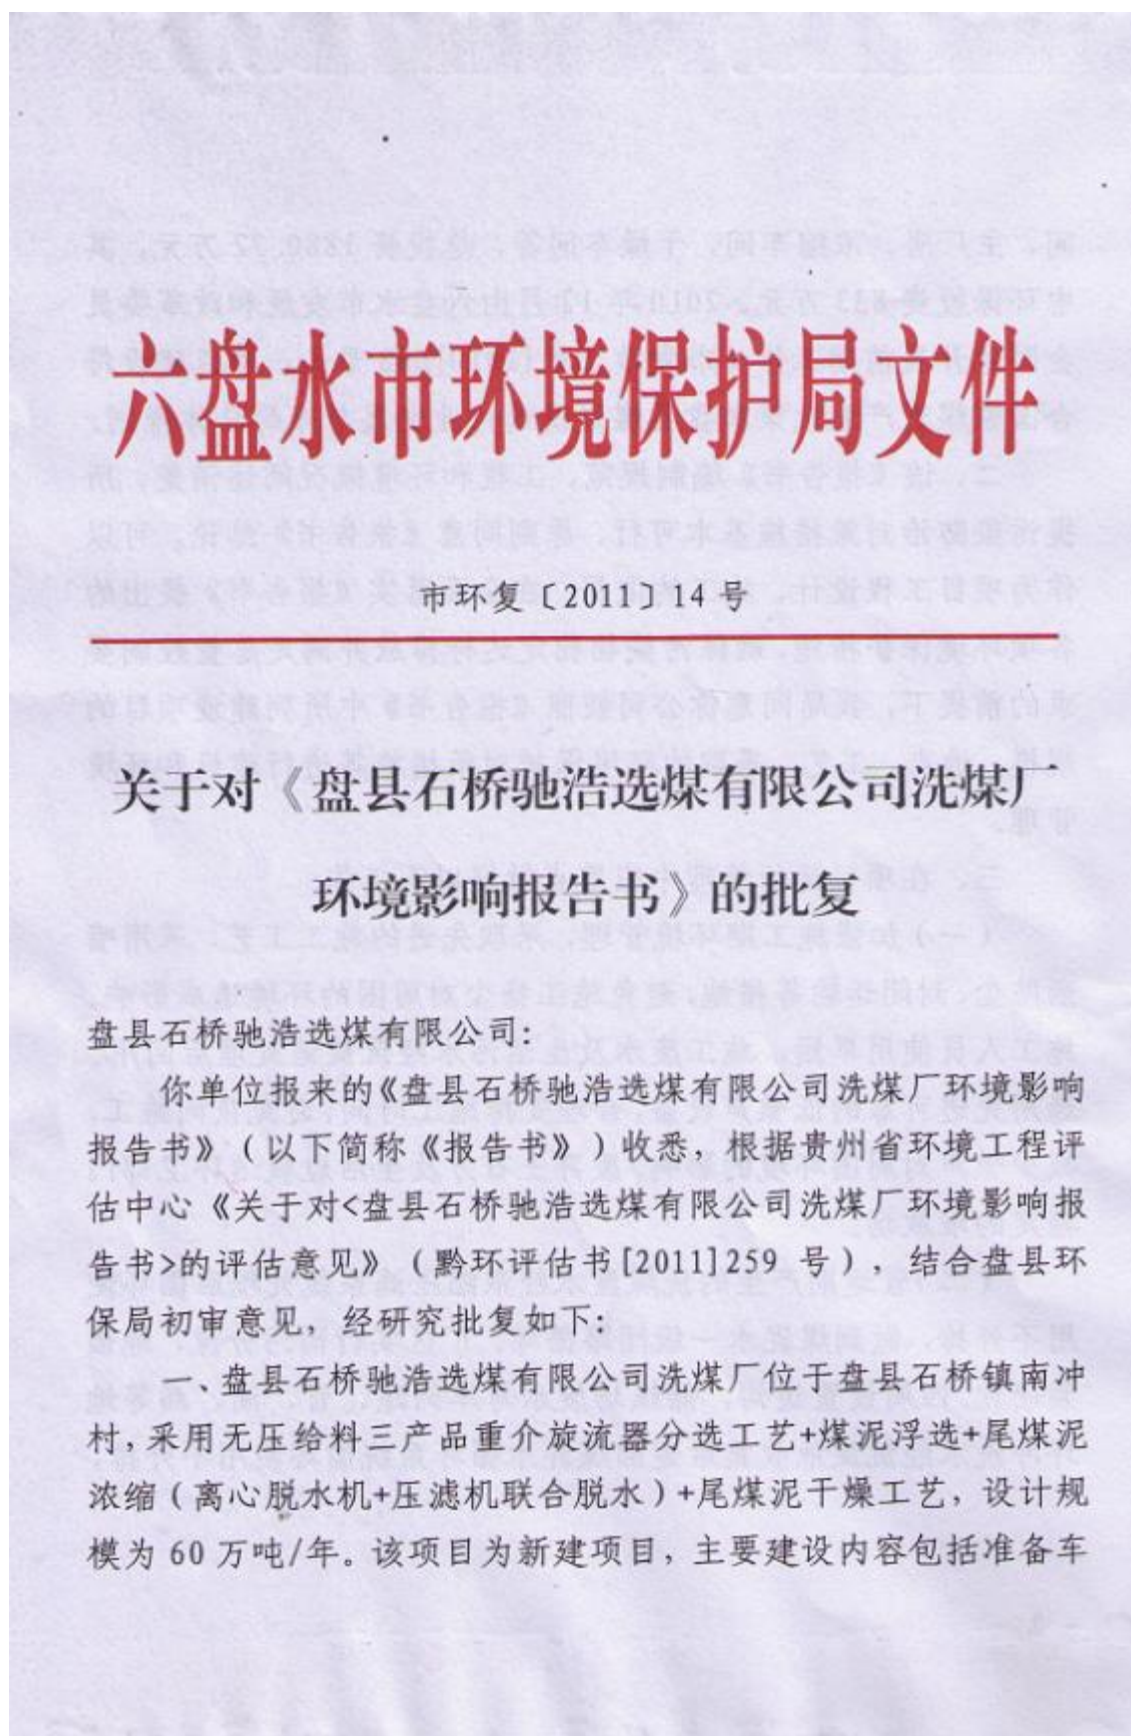 六盘水市环境保护局文件
市环复〔2011〕14号
关于对《盘县石桥驰浩选煤有限公司洗煤厂
环境影响报告书》的批复
盘县石桥驰浩选煤有限公司：
你单位报来的《盘县石桥驰浩选煤有限公司洗煤厂环境影响
报告书》（以下简称《报告书》）收悉，根据贵州省环境工程评
估中心《关于对<盘县石桥驰浩选煤有限公司洗煤厂环境影响报
告书>的评估意见》（黔环评估书[2011]259 号），结合盘县环
保局初审意见，经研究批复如下：
一、盘县石桥驰浩选煤有限公司洗煤厂位于盘县石桥镇南冲
村，采用无压给料三产品重介旋流器分选工艺+煤泥浮选+尾煤泥
浓缩（离心脱水机+压滤机联合脱水）+尾煤泥干燥工艺，设计规
模为 60 万吨/年。该项目为新建项目，主要建设内容包括准备车